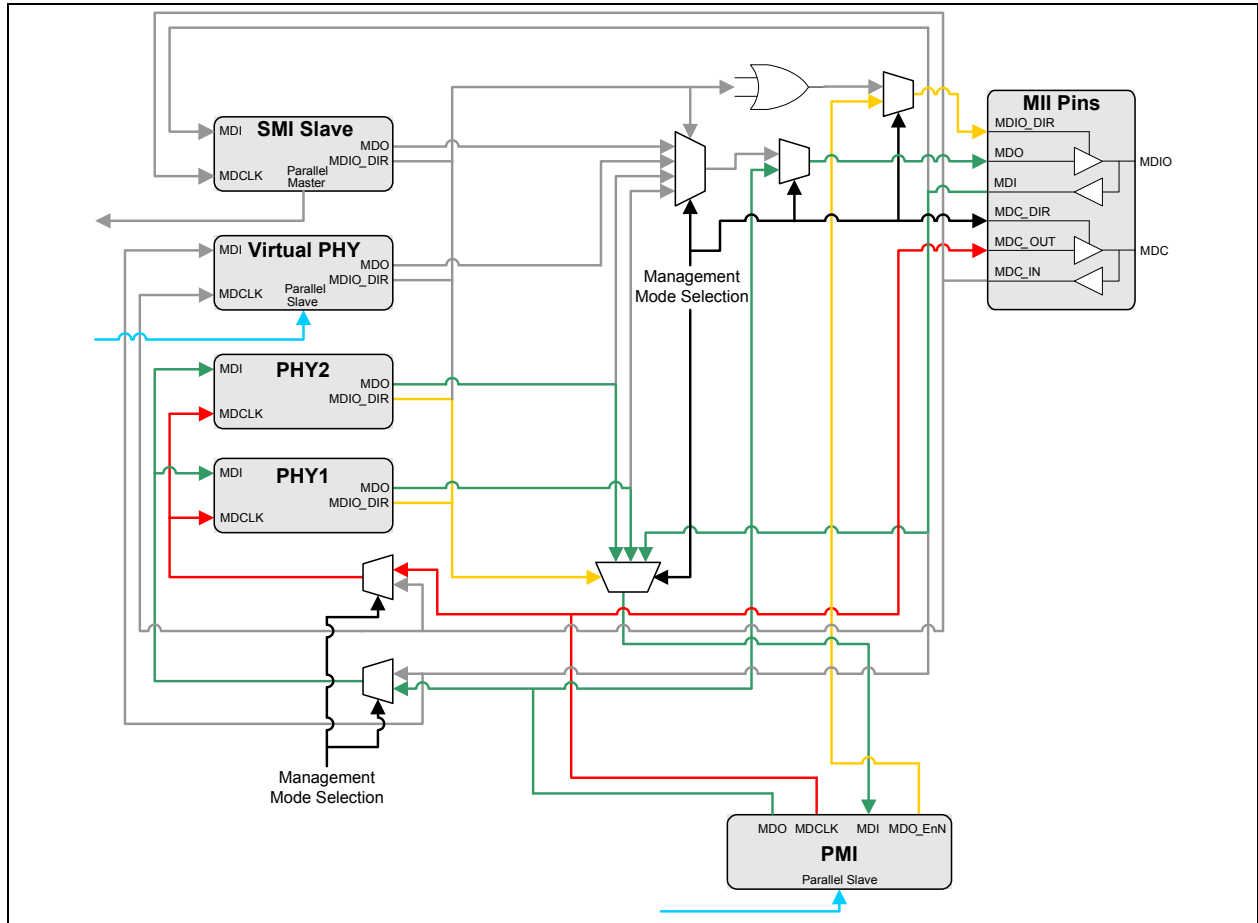 SMI Slave
MDI
MDO
MDIO_DIR
MDCLK
Parallel
Master
Virtual PHY
MDI
MDO
MDIO_DIR
MDCLK
Parallel
Slave
PHY2
MDI
MDO
MDIO_DIR
MDCLK
PHY1
MDI
MDO
MDIO_DIR
MDCLK
Management
Mode Selection
MII Pins
MDIO_DIR
MDO
MDIO
MDI
MDC_DIR
MDC_OUT
MDC
MDC_IN
Management
Mode Selection
MDO MDCLK MDI MDO_EnN
PMI
Parallel Slave